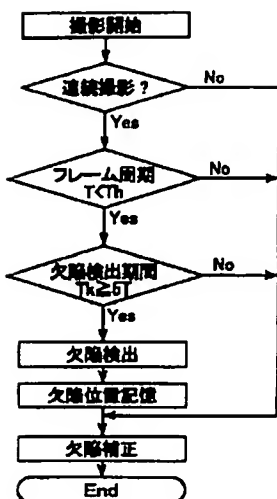 撮影開始
連続撮影？
No
Yes
フレーム周期
T<Th
No
Yes
欠陥検出期間
Tk≧5T
No
Yes
欠陥検出
欠陥位置記憶
欠陥補正
End